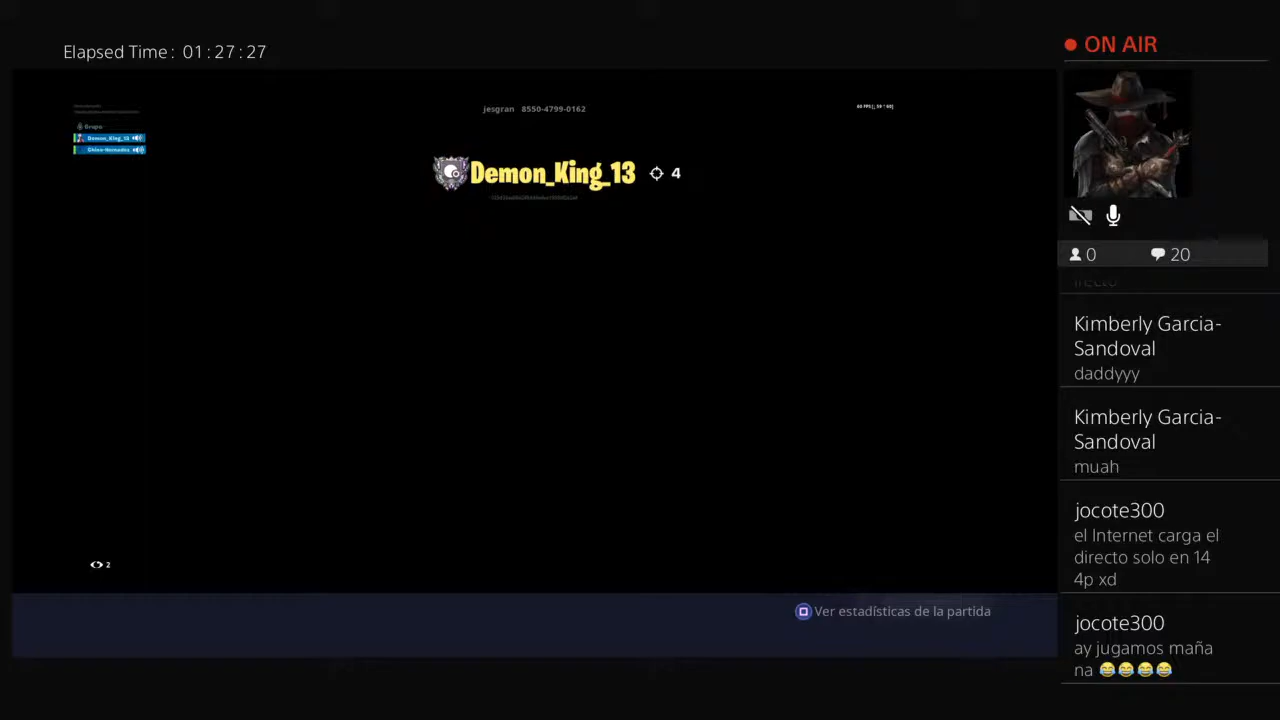 Elapsed Time: 01:27:27
ON AIR
jesgran 8550-4799-0162
Grupo
Demon_King_13
Demon_King_13 4
0 20
Kimberly Garcia-
Sandoval
daddyyy
Kimberly Garcia-
Sandoval
muah
jocote300
el Internet carga el
directo solo en 14
4p xd
jocote300
ay jugamos maña
na 😂😂😂😂
2
Ver estadísticas de la partida